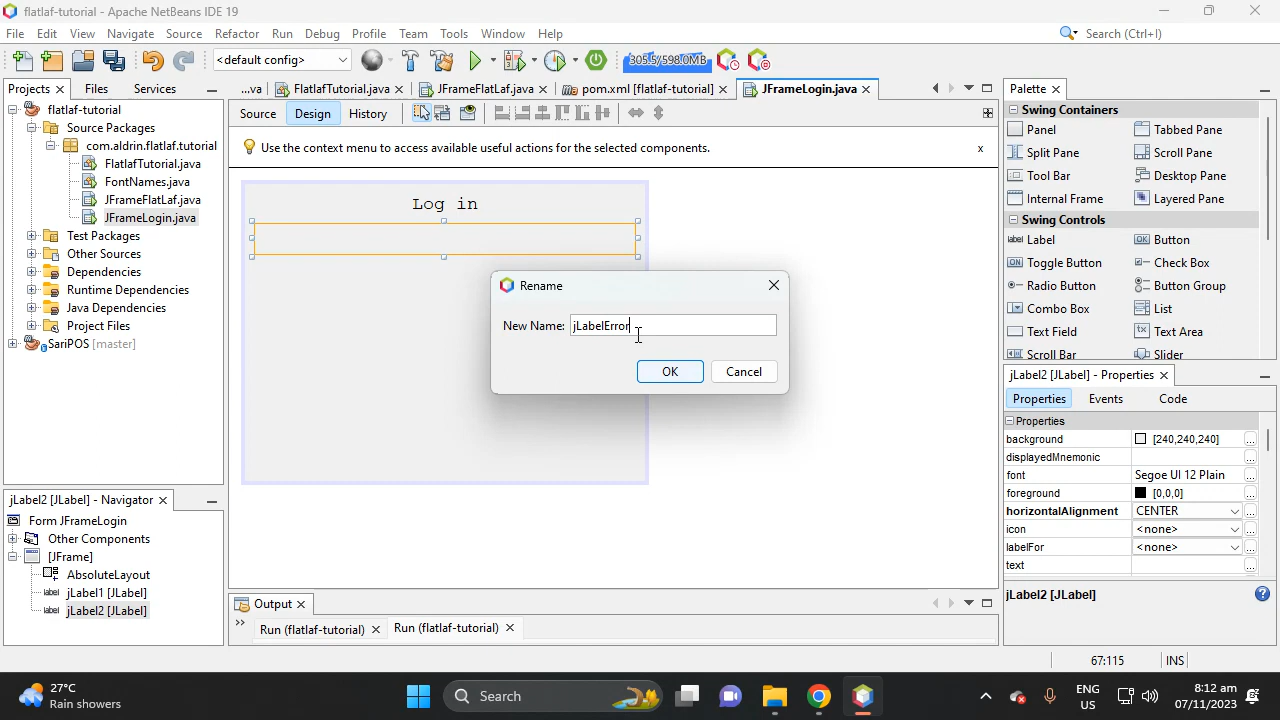 flatlaf-tutorial - Apache NetBeans IDE 19
File Edit View Navigate Source Refactor Run Debug Profile Team Tools Window Help Search (Ctrl+I)
<default config> 305.5/598.0MB
Projects Files Services ...va FlatlafTutorial.java JFrameFlatLaf.java pom.xml [flatlaf-tutorial] JFrameLogin.java Palette
flatlaf-tutorial
Source Packages
com.aldrin.flatlaf.tutorial
FlatlafTutorial.java
FontNames.java
JFrameFlatLaf.java
JFrameLogin.java
Test Packages
Other Sources
Dependencies
Runtime Dependencies
Java Dependencies
Project Files
SariPOS [master]
Source Design History
Use the context menu to access available useful actions for the selected components. x
Log in
Rename
New Name: jLabelError
OK Cancel
Swing Containers
Panel Tabbed Pane
Split Pane Scroll Pane
Tool Bar Desktop Pane
Internal Frame Layered Pane
Swing Controls
Label Button
Toggle Button Check Box
Radio Button Button Group
Combo Box List
Text Field Text Area
Scroll Bar Slider
jLabel2 [JLabel] - Properties
Properties Events Code
Properties
background [240,240,240] ...
displayedMnemonic ...
font Segoe UI 12 Plain ...
foreground [0,0,0] ...
horizontalAlignment CENTER ...
icon <none> ...
labelFor <none> ...
text ...
jLabel2 [JLabel]
jLabel2 [JLabel] - Navigator
Form JFrameLogin
Other Components
[JFrame]
AbsoluteLayout
label jLabel1 [JLabel]
label jLabel2 [JLabel]
Output
Run (flatlaf-tutorial) Run (flatlaf-tutorial)
67:115 INS
27°C
Rain showers
Search
ENG
US
8:12 am
07/11/2023